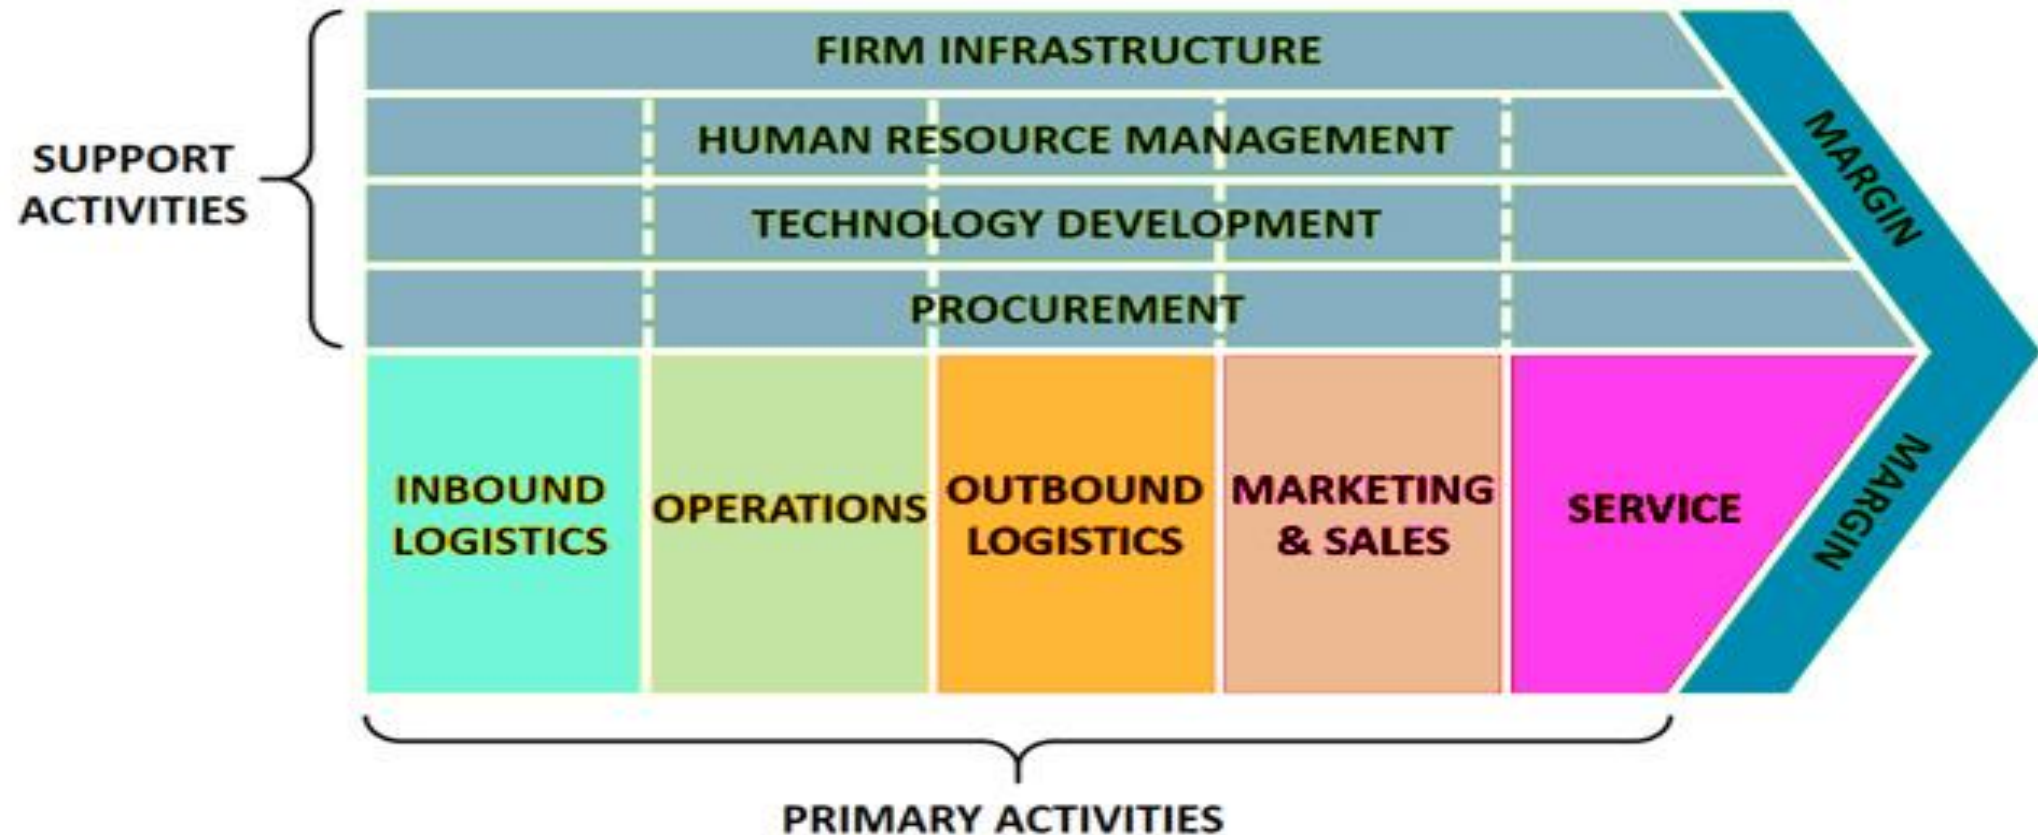 FIRM INFRASTRUCTURE
HUMAN RESOURCE MANAGEMENT
TECHNOLOGY DEVELOPMENT
PROCUREMENT
SUPPORT
ACTIVITIES
MARGIN
MARGIN
INBOUND
LOGISTICS
OPERATIONS
OUTBOUND
LOGISTICS
MARKETING
& SALES
SERVICE
PRIMARY ACTIVITIES